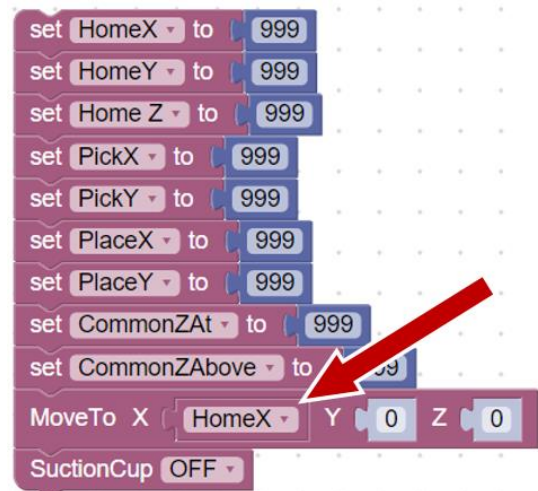 set HomeX to 999
set HomeY to 999
set Home Z to 999
set PickX to 999
set PickY to 999
set PlaceX to 999
set PlaceY to 999
set CommonZAt to 999
set CommonZAbove to 99
MoveTo X HomeX Y 0 Z 0
SuctionCup OFF